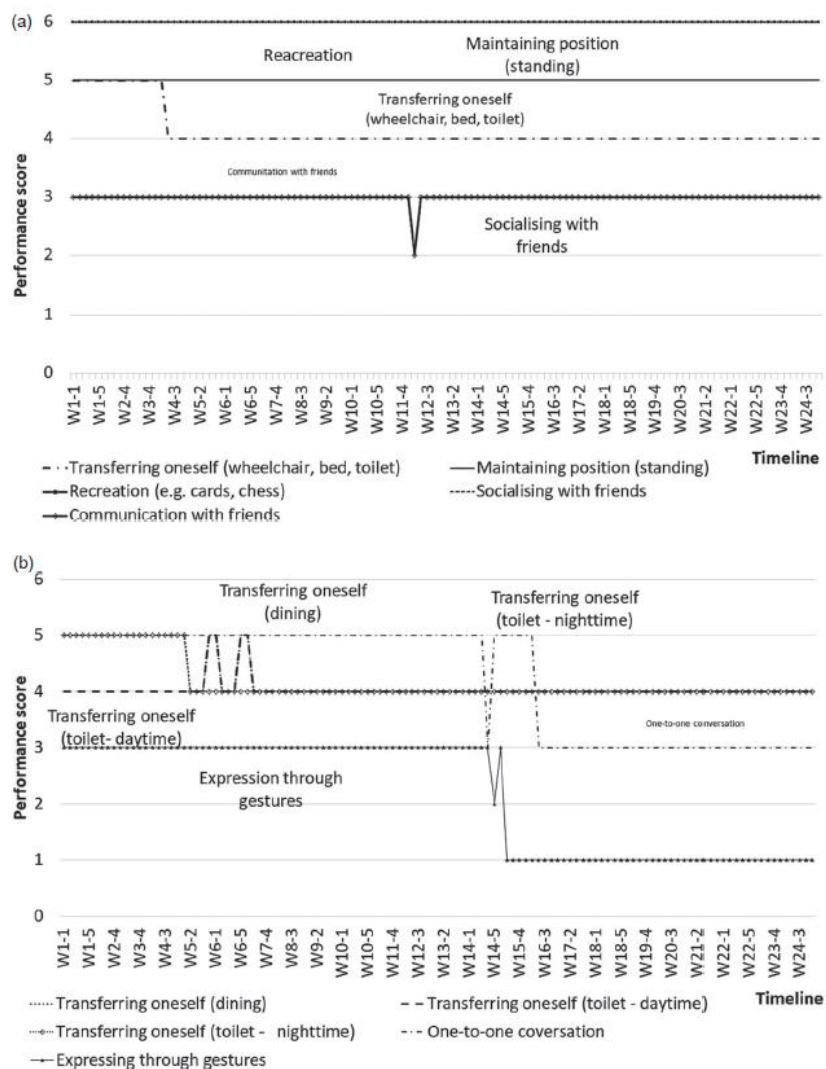 (a)
6
Reacreation
Maintaining position
(standing)
5
Transferring oneself
(wheelchair, bed, toilet)
4
Communitation with friends
3
Socialising with
friends
2
1
0
Performance score
W1-1 W1-5 W2-4 W3-4 W4-3 W5-2 W6-1 W6-5 W7-4 W8-3 W9-2 W10-1 W10-5 W11-4 W12-3 W13-2 W14-1 W14-5 W15-4 W16-3 W17-2 W18-1 W18-5 W19-4 W20-3 W21-2 W22-1 W22-5 W23-4 W24-3
Timeline
Transferring oneself (wheelchair, bed, toilet)
Maintaining position (standing)
Recreation (e.g. cards, chess)
Socialising with friends
Communication with friends
(b)
6
Transferring oneself
(dining)
Transferring oneself
(toilet - nighttime)
5
4
Transferring oneself
(toilet- daytime)
One-to-one conversation
3
Expression through
gestures
2
1
0
Performance score
W1-1 W1-5 W2-4 W3-4 W4-3 W5-2 W6-1 W6-5 W7-4 W8-3 W9-2 W10-1 W10-5 W11-4 W12-3 W13-2 W14-1 W14-5 W15-4 W16-3 W17-2 W18-1 W18-5 W19-4 W20-3 W21-2 W22-1 W22-5 W23-4 W24-3
Timeline
Transferring oneself (dining)
Transferring oneself (toilet - daytime)
Transferring oneself (toilet - nighttime)
One-to-one coversation
Expressing through gestures